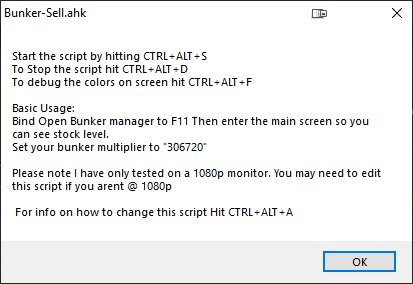 Bunker-Sell.ahk
Start the script by hitting CTRL+ALT+S
To Stop the script hit CTRL+ALT+D
To debug the colors on screen hit CTRL+ALT+F
Basic Usage:
Bind Open Bunker manager to F11 Then enter the main screen so you
can see stock level.
Set your bunker multiplier to "306720"
Please note I have only tested on a 1080p monitor. You may need to edit
this script if you arent @ 1080p
For info on how to change this script Hit CTRL+ALT+A
OK